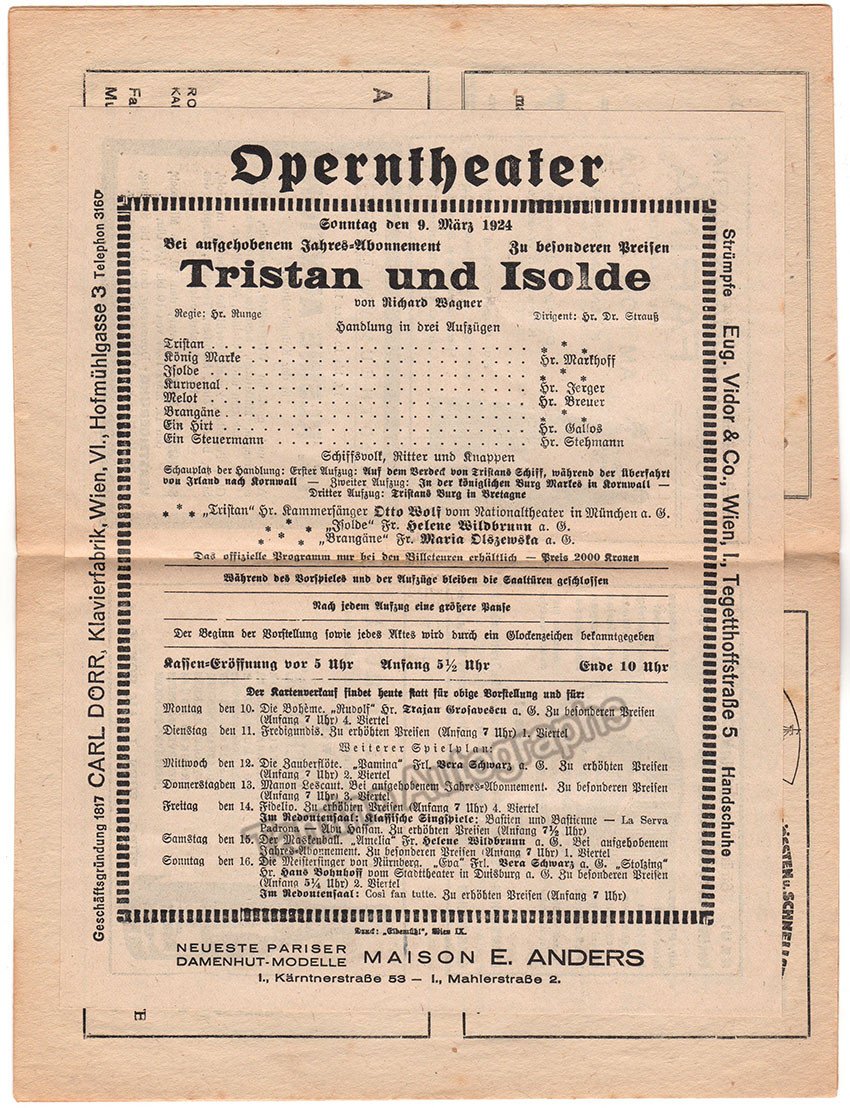 Operntheater
Sonntag den 9. März 1924
Bei aufgehobenem Jahres-Abonnement Zu besonderen Preisen
Tristan und Isolde
von Richard Wagner
Regie: Hr. Runge Dirigent: Hr. Dr. Strauß
Handlung in drei Aufzügen
Tristan . . . . . . . . . . . . . . . . * * *
König Marke . . . . . . . . . . . . . . . . Hr. Markhoff
Isolde . . . . . . . . . . . . . . . . * * *
Kurwenal . . . . . . . . . . . . . . . . Hr. Jerger
Melot . . . . . . . . . . . . . . . . Hr. Breuer
Brangäne . . . . . . . . . . . . . . . . * * *
Ein Hirt . . . . . . . . . . . . . . . . Hr. Gallos
Ein Steuermann . . . . . . . . . . . . . . . . Hr. Stehmann
Schiffsvolk, Ritter und Knappen
Schauplatz der Handlung: Erster Aufzug: Auf dem Verdeck von Tristans Schiff, während der Überfahrt
von Irland nach Kornwall — Zweiter Aufzug: In der königlichen Burg Markes in Kornwall —
Dritter Aufzug: Tristans Burg in Bretagne
* * * „Tristan" Hr. Kammersänger Otto Wolf vom Nationaltheater in München a. G.
* * * „Isolde" Fr. Helene Wildbrunn a. G.
* * * „Brangäne" Fr. Maria Olszewska a. G.
Das offizielle Programm nur bei den Billeteuren erhältlich — Preis 2000 Kronen
Während des Vorspieles und der Aufzüge bleiben die Saaltüren geschlossen
Nach jedem Aufzug eine größere Pause
Der Beginn der Vorstellung sowie jedes Aktes wird durch ein Glockenzeichen bekanntgegeben
Kassen-Eröffnung vor 5 Uhr Anfang 5½ Uhr Ende 10 Uhr
Der Kartenverkauf findet heute statt für obige Vorstellung und für:
Montag den 10. Die Bohème. „Rudolf" Hr. Trajan Grosavescu a. G. Zu besonderen Preisen
(Anfang 7 Uhr) 4. Viertel
Dienstag den 11. Fredigundis. Zu besonderen Preisen (Anfang 7 Uhr) 1. Viertel
Weiterer Spielplan:
Mittwoch den 12. Die Zauberflöte. „Pamina" Frl. Vera Schwarz a. G. Zu erhöhten Preisen
(Anfang 7 Uhr) 2. Viertel
Donnerstag den 13. Manon Lescaut. Bei aufgehobenem Jahres-Abonnement. Zu besonderen Preisen
(Anfang 7 Uhr) 3. Viertel
Freitag den 14. Fidelio. Zu erhöhten Preisen (Anfang 7 Uhr) 4. Viertel
Im Redoutensaal: Klassische Singspiele: Bastien und Bastienne — La Serva
Padrona — Abu Hassan. Zu erhöhten Preisen (Anfang 7½ Uhr)
Samstag den 15. Der Maskenball. „Amelia" Fr. Helene Wildbrunn a. G. Bei aufgehobenem
Jahres-Abonnement. Zu besonderen Preisen (Anfang 7 Uhr) 1. Viertel
Sonntag den 16. Die Meistersinger von Nürnberg. „Eva" Frl. Vera Schwarz a. G. „Stolzing"
Hr. Hans Bohnhoff vom Stadttheater in Duisburg a. G. Zu besonderen Preisen
(Anfang 5¼ Uhr) 2. Viertel
Im Redoutensaal: Così fan tutte. Zu erhöhten Preisen (Anfang 7 Uhr)
Druck: „Elbemühl", Wien IX.
NEUESTE PARISER
DAMENHUT-MODELLE MAISON E. ANDERS
I., Kärntnerstraße 53 — I., Mahlerstraße 2.
Geschäftsgründung 1817 CARL DÖRR, Klavierfabrik, Wien, VI., Hofmühlgasse 3 Telephon 3160
Strümpfe Eug. Vidor & Co., Wien, I., Tegetthoffstraße 5 Handschuhe
Tamino Autographs